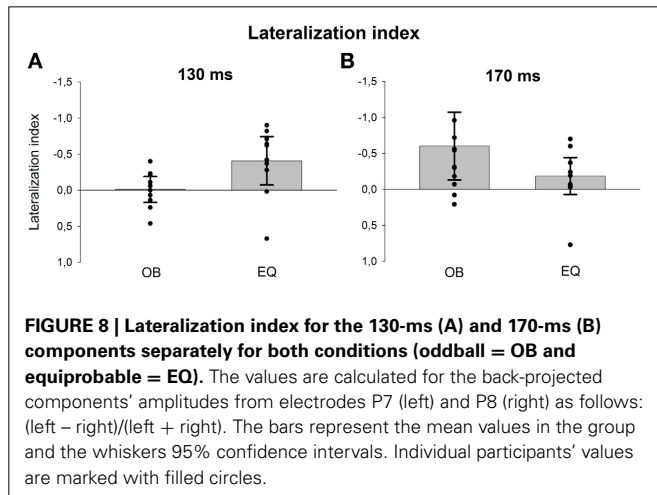 Lateralization index
A
130 ms
B
170 ms
Lateralization index
-1,5
-1,0
-0,5
0,0
0,5
1,0
OB
EQ
-1,5
-1,0
-0,5
0,0
0,5
1,0
OB
EQ
FIGURE 8 | Lateralization index for the 130-ms (A) and 170-ms (B)
components separately for both conditions (oddball = OB and
equiprobable = EQ). The values are calculated for the back-projected
components’ amplitudes from electrodes P7 (left) and P8 (right) as follows:
(left – right)/(left + right). The bars represent the mean values in the group
and the whiskers 95% confidence intervals. Individual participants’ values
are marked with filled circles.